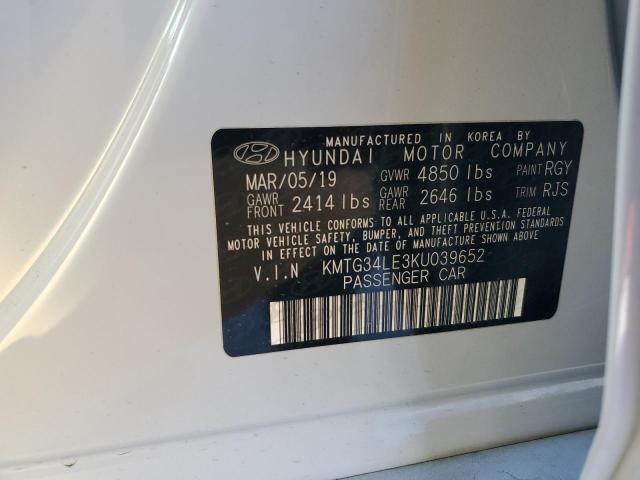 MANUFACTURED IN KOREA BY
HYUNDAI MOTOR COMPANY
MAR/05/19 GVWR 4850 lbs PAINT RGY
GAWR FRONT 2414 lbs GAWR REAR 2646 lbs TRIM RJS
THIS VEHICLE CONFORMS TO ALL APPLICABLE U.S.A. FEDERAL
MOTOR VEHICLE SAFETY, BUMPER, AND THEFT PREVENTION STANDARDS
IN EFFECT ON THE DATE OF MANUFACTURE SHOWN ABOVE.
V.I.N KMTG34LE3KU039652
PASSENGER CAR